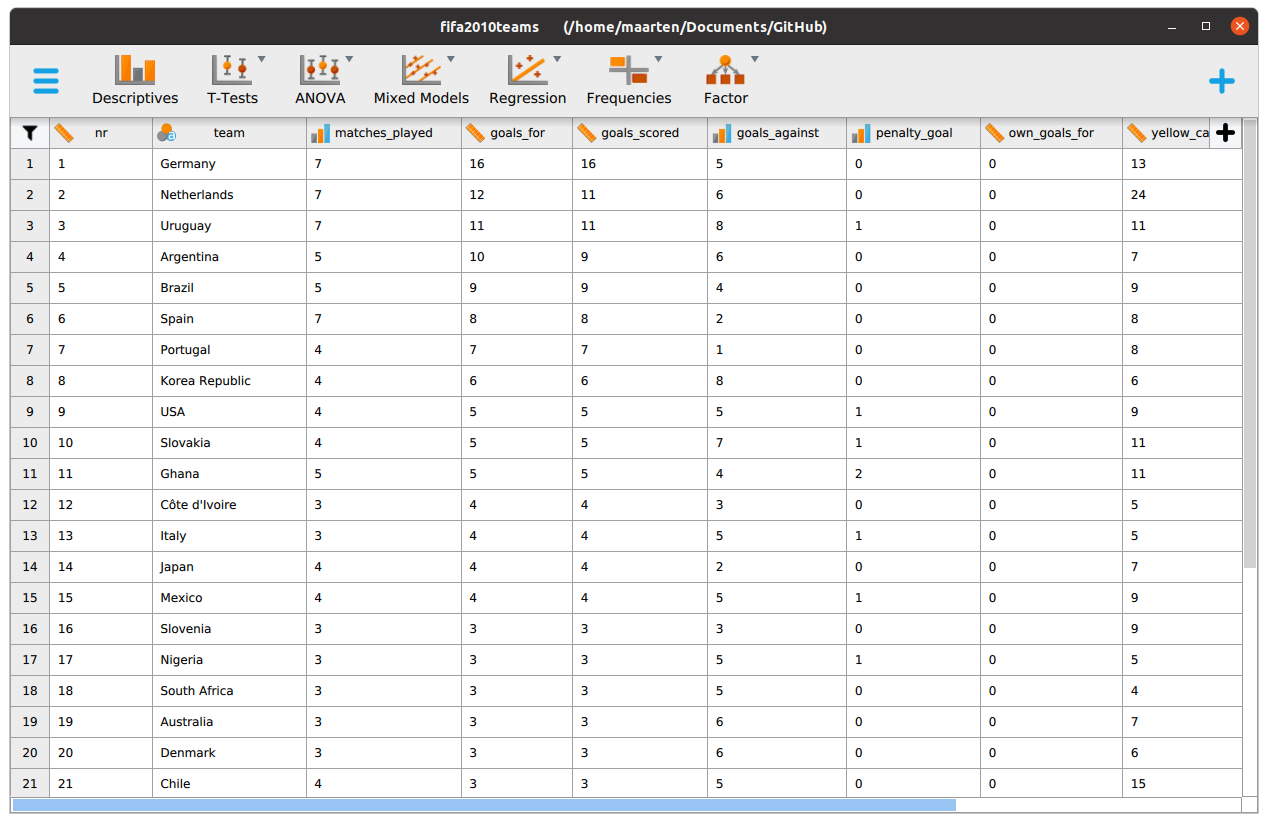 fifa2010teams (/home/maarten/Documents/GitHub)
Descriptives T-Tests ANOVA Mixed Models Regression Frequencies Factor
nr team matches_played goals_for goals_scored goals_against penalty_goal own_goals_for yellow_ca
1 1 Germany 7 16 16 5 0 0 13
2 2 Netherlands 7 12 11 6 0 0 24
3 3 Uruguay 7 11 11 8 1 0 11
4 4 Argentina 5 10 9 6 0 0 7
5 5 Brazil 5 9 9 4 0 0 9
6 6 Spain 7 8 8 2 0 0 8
7 7 Portugal 4 7 7 1 0 0 8
8 8 Korea Republic 4 6 6 8 0 0 6
9 9 USA 4 5 5 5 1 0 9
10 10 Slovakia 4 5 5 7 1 0 11
11 11 Ghana 5 5 5 4 2 0 11
12 12 Côte d'Ivoire 3 4 4 3 0 0 5
13 13 Italy 3 4 4 5 1 0 5
14 14 Japan 4 4 4 2 0 0 7
15 15 Mexico 4 4 4 5 1 0 9
16 16 Slovenia 3 3 3 3 0 0 9
17 17 Nigeria 3 3 3 5 1 0 5
18 18 South Africa 3 3 3 5 0 0 4
19 19 Australia 3 3 3 6 0 0 7
20 20 Denmark 3 3 3 6 0 0 6
21 21 Chile 4 3 3 5 0 0 15